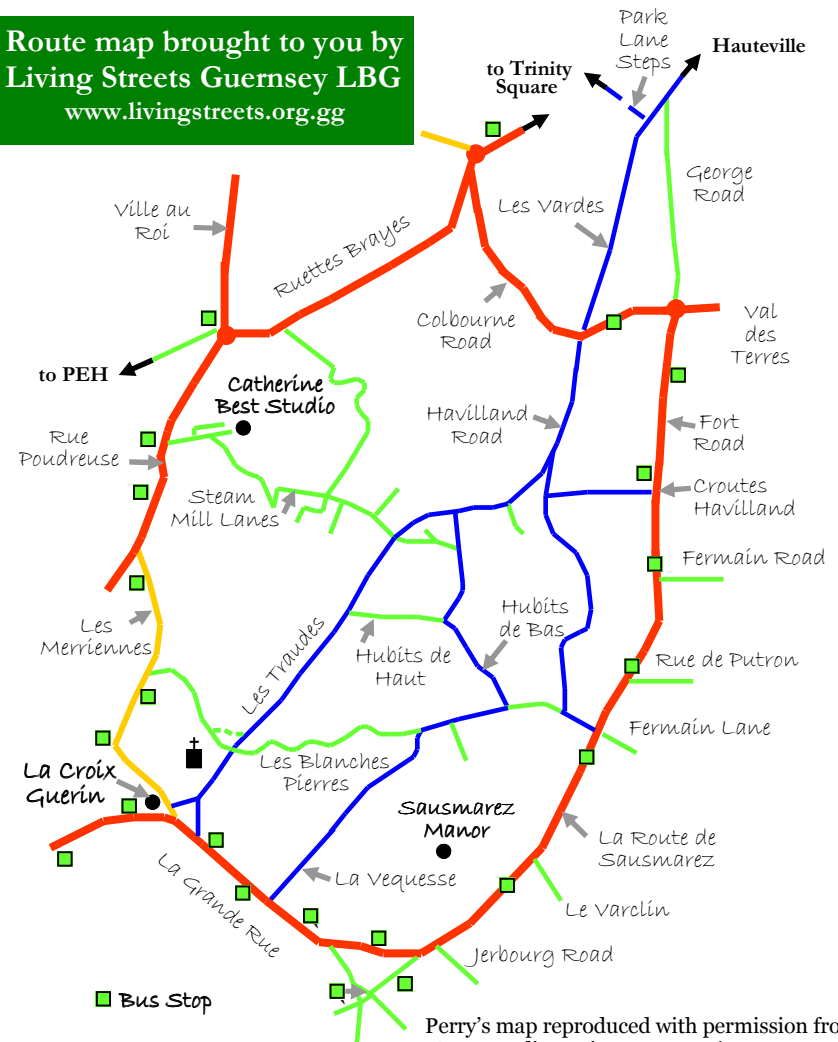 Route map brought to you by
Living Streets Guernsey LBG
www.livingstreets.org.gg
Park
Lane
Steps
Hauteville
to Trinity
Square
George
Road
Ville au
Roi
Les Vardes
Ruettes Brayes
Colbourne
Road
Val
des
Terres
to PEH
Catherine
Best Studio
Havilland
Road
Fort
Road
Rue
Poudreuse
Steam
Mill Lanes
Croutes
Havilland
Fermain Road
Les
Merriennes
Hubits
de Bas
Les Traudes
Hubits de
Haut
Rue de Putron
Fermain Lane
La Croix
Guerin
Les Blanches
Pierres
Sausmarez
Manor
La Route de
Sausmarez
La Grande Rue
La Vequesse
Le Varclin
Jerbourg Road
Bus Stop
Perry's map reproduced with permission fro